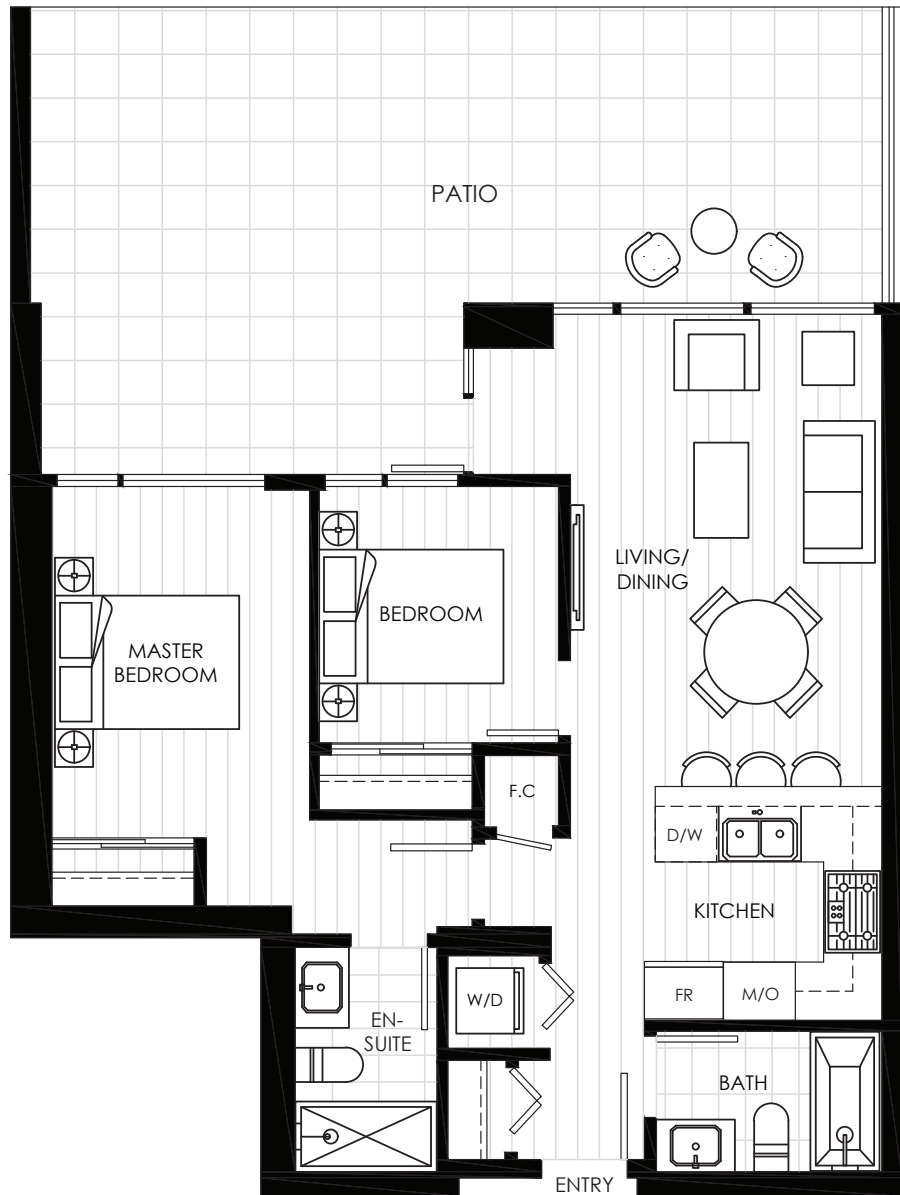 PATIO
LIVING/
DINING
BEDROOM
MASTER
BEDROOM
F.C
D/W
KITCHEN
FR
M/O
W/D
EN-
SUITE
BATH
ENTRY